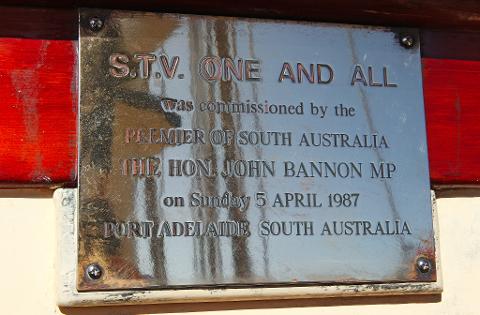 S.T.V. ONE AND ALL
was commissioned by the
PREMIER OF SOUTH AUSTRALIA
THE HON. JOHN BANNON MP
on Sunday 5 APRIL 1987
PORT ADELAIDE SOUTH AUSTRALIA